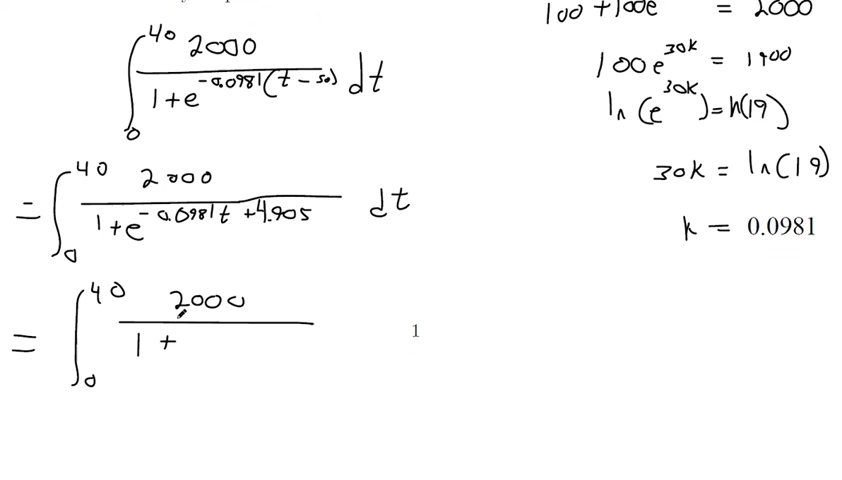 100 + 100e = 2000
∫₀⁴⁰ 2000 / (1 + e^(-0.0981(t - 50))) dt
100e^(30k) = 1900
ln(e^(30k)) = ln(19)
= ∫₀⁴⁰ 2000 / (1 + e^(-0.0981t + 4.905)) dt
30k = ln(19)
k = 0.0981
= ∫₀⁴⁰ 2000 / (1 +
1